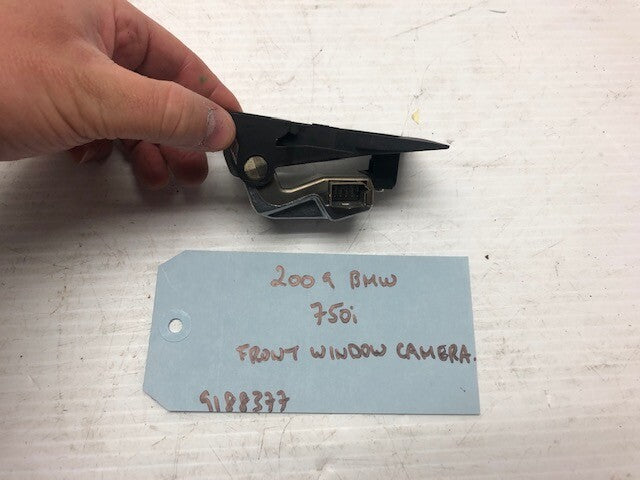 2009 BMW
750i
FRONT WINDOW CAMERA.
9188377